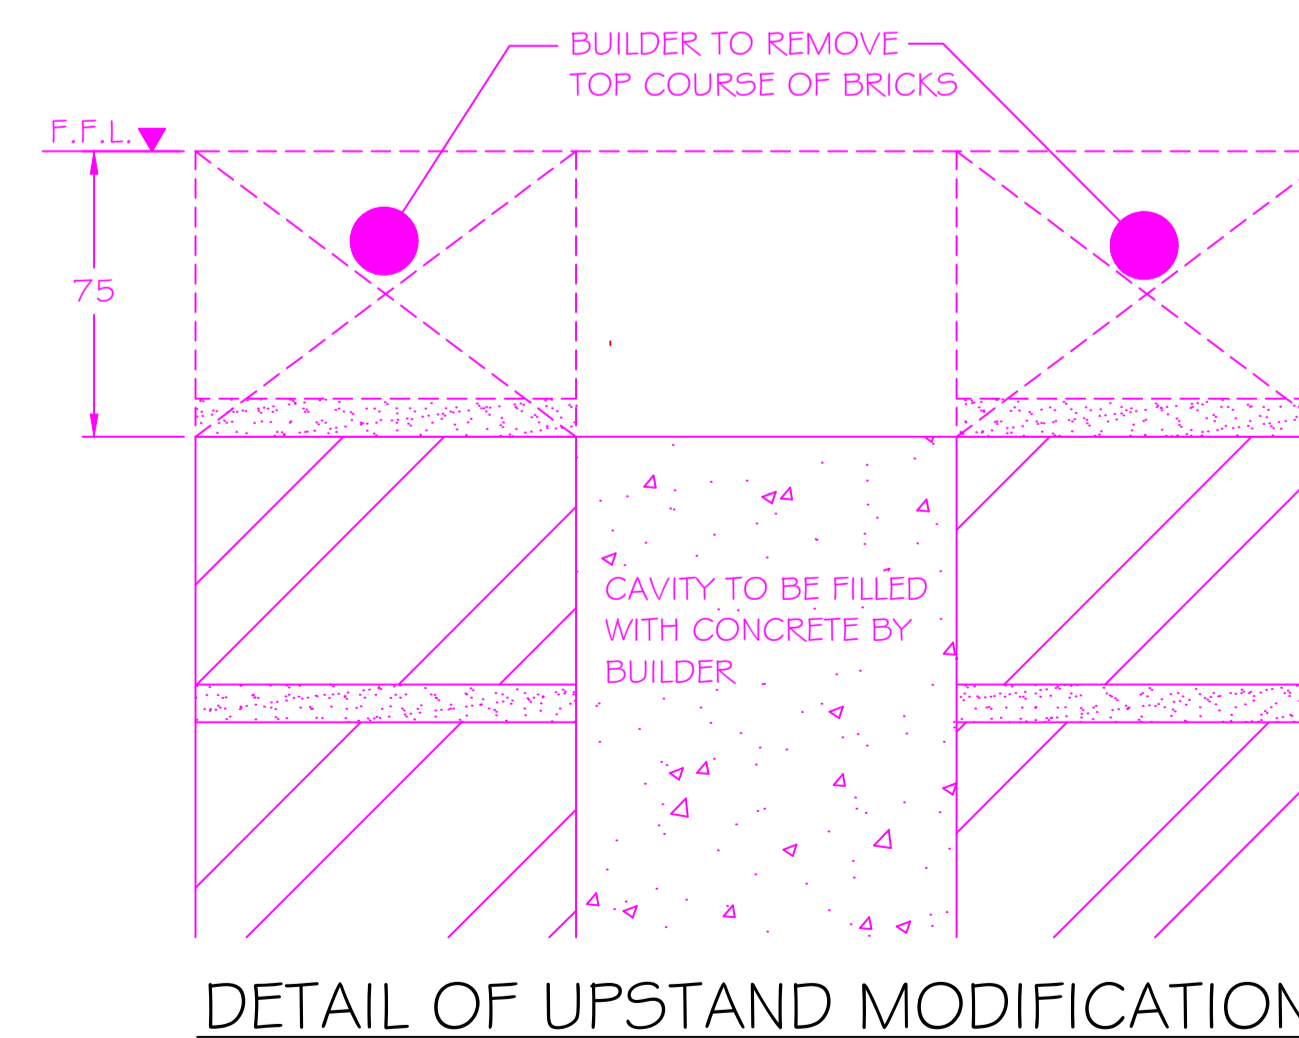 BUILDER TO REMOVE
TOP COURSE OF BRICKS
F.F.L.
75
CAVITY TO BE FILLED
WITH CONCRETE BY
BUILDER
DETAIL OF UPSTAND MODIFICATION